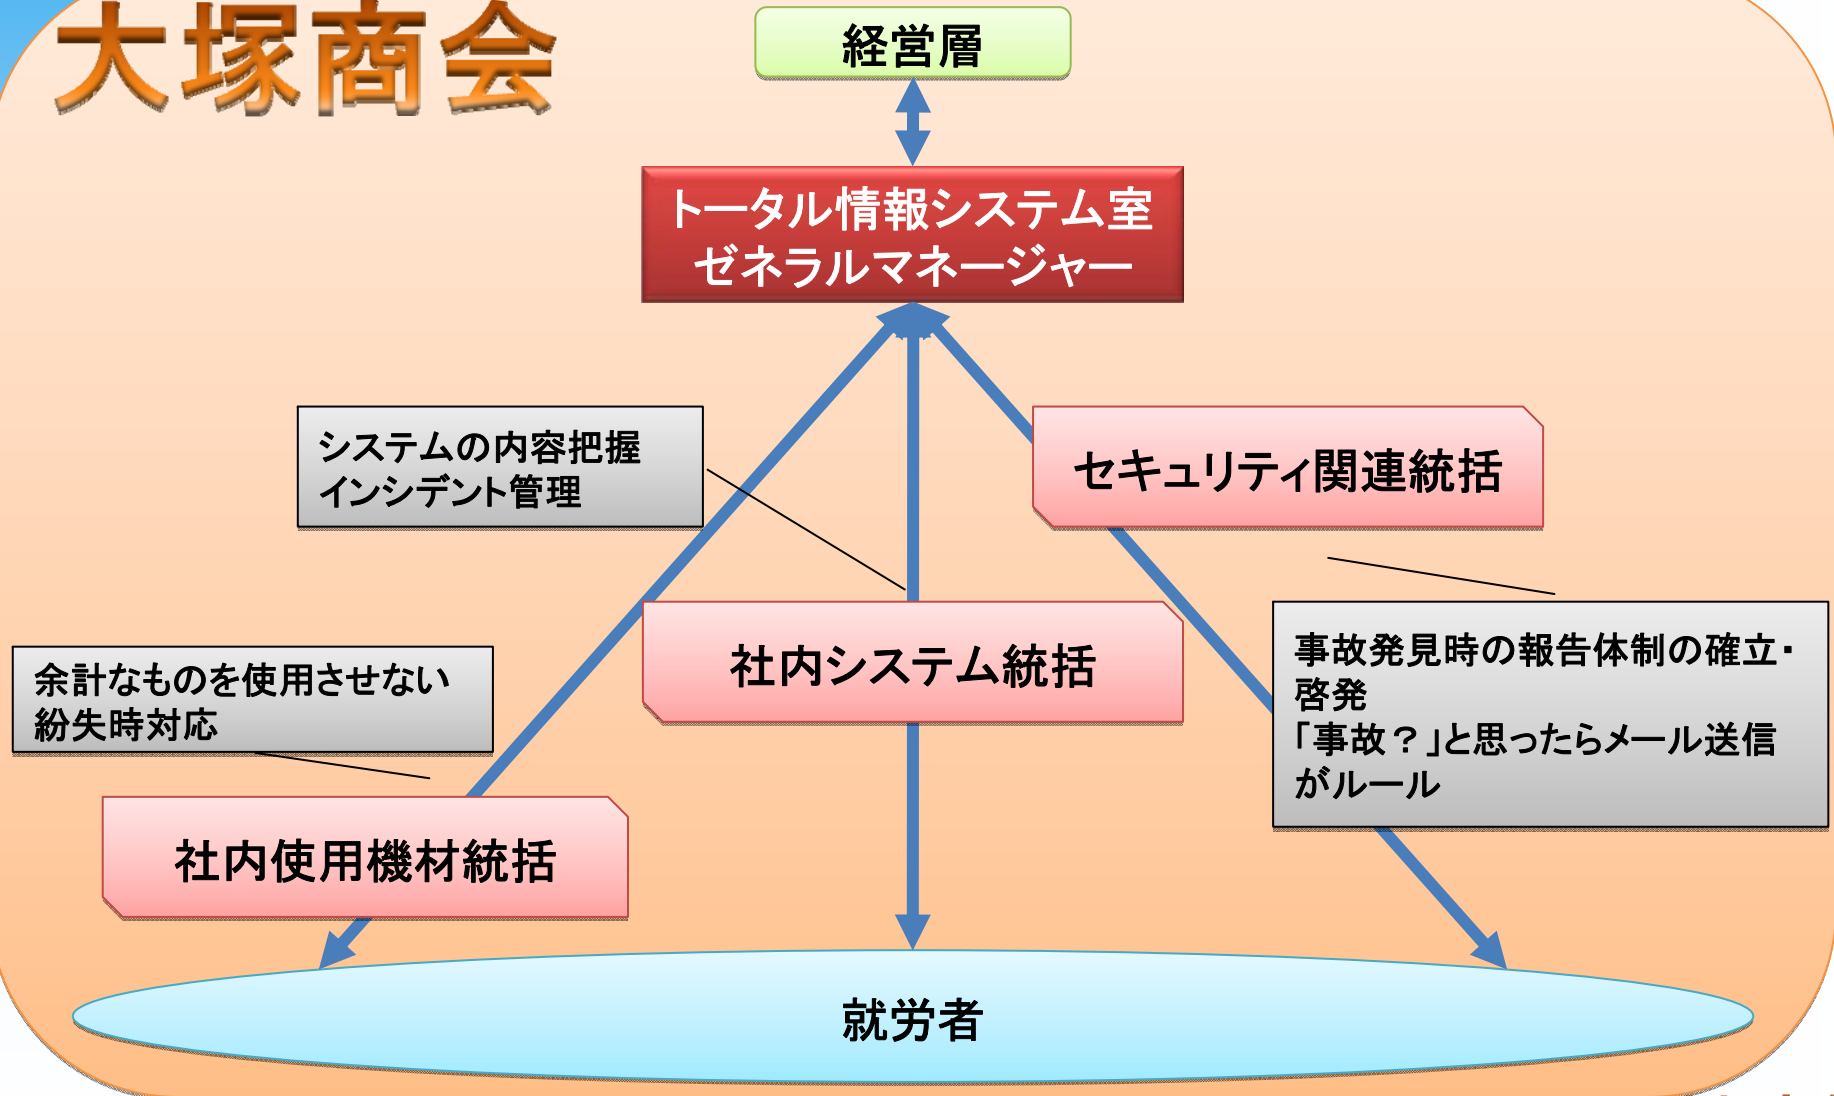 大塚商会
経営層
トータル情報システム室
ゼネラルマネージャー
システムの内容把握
インシデント管理
セキュリティ関連統括
社内システム統括
余計なものを使用させない
紛失時対応
事故発見時の報告体制の確立・
啓発
「事故？」と思ったらメール送信
がルール
社内使用機材統括
就労者